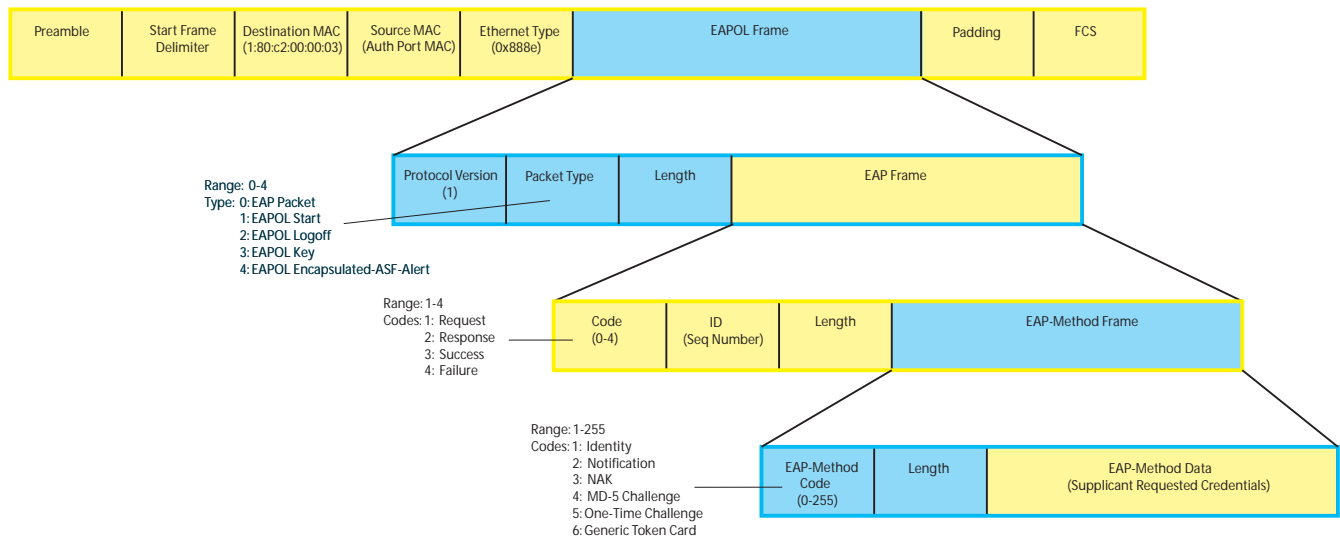 Preamble
Start Frame
Delimiter
Destination MAC
(1:80:c2:00:00:03)
Source MAC
(Auth Port MAC)
Ethernet Type
(0x888e)
EAPOL Frame
Padding
FCS
Protocol Version
(1)
Packet Type
Length
EAP Frame
Range: 0-4
Type: 0: EAP Packet
1: EAPOL Start
2: EAPOL Logoff
3: EAPOL Key
4: EAPOL Encapsulated-ASF-Alert
Range: 1-4
Codes: 1: Request
2: Response
3: Success
4: Failure
Code
(0-4)
ID
(Seq Number)
Length
EAP-Method Frame
Range: 1-255
Codes: 1: Identity
2: Notification
3: NAK
4: MD-5 Challenge
5: One-Time Challenge
6: Generic Token Card
EAP-Method
Code
(0-255)
Length
EAP-Method Data
(Supplicant Requested Credentials)